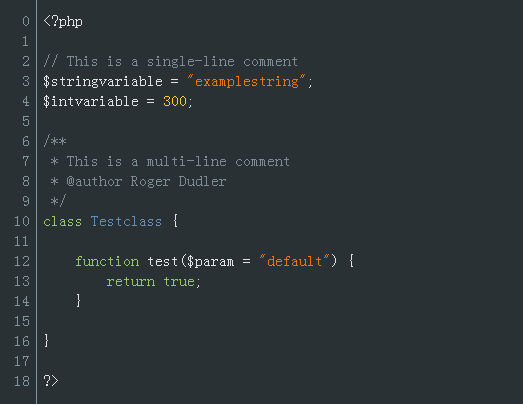 0 <?php
1
2 // This is a single-line comment
3 $stringvariable = "examplestring";
4 $intvariable = 300;
5
6 /**
7  * This is a multi-line comment
8  * @author Roger Dudler
9  */
10 class Testclass {
11
12     function test($param = "default") {
13         return true;
14     }
15
16 }
17
18 ?>